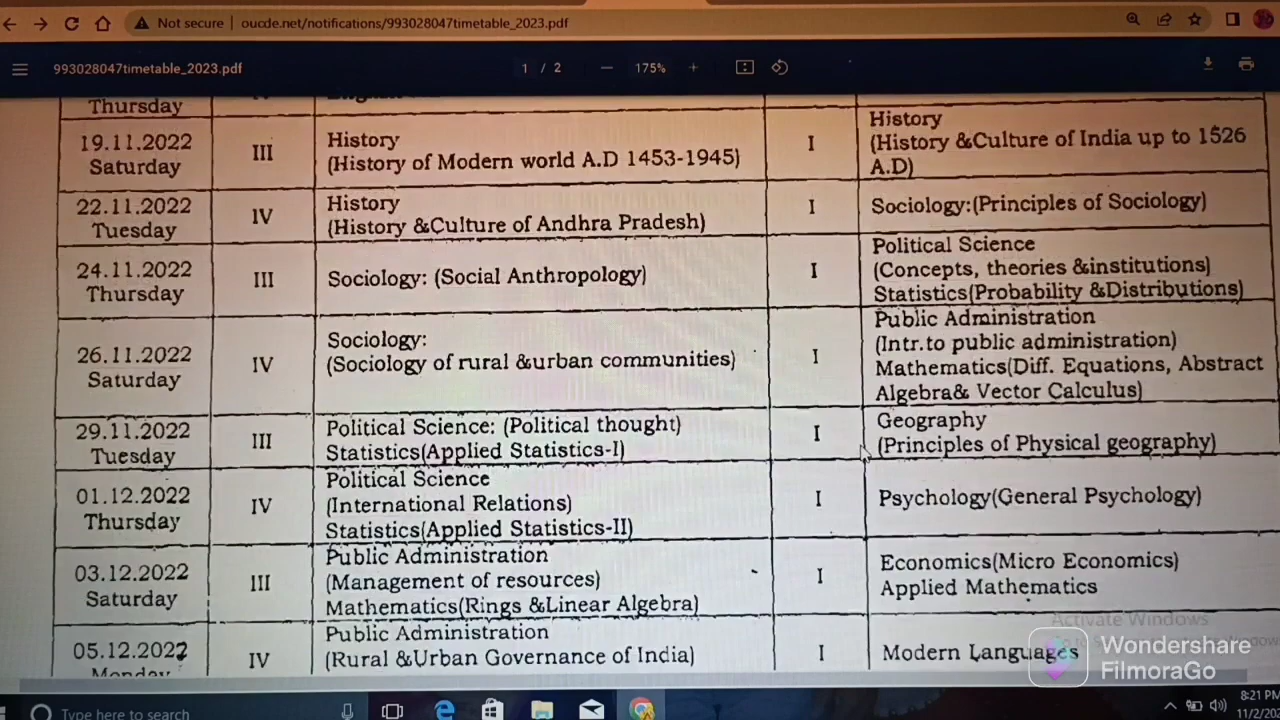 Not secure | oucde.net/notifications/993028047timetable_2023.pdf
993028047timetable_2023.pdf 1 / 2 — 175% +
Thursday
19.11.2022 Saturday III History (History of Modern world A.D 1453-1945) I History (History &Culture of India up to 1526 A.D)
22.11.2022 Tuesday IV History (History &Culture of Andhra Pradesh) I Sociology:(Principles of Sociology)
24.11.2022 Thursday III Sociology: (Social Anthropology) I Political Science (Concepts, theories &institutions) Statistics(Probability &Distributions)
26.11.2022 Saturday IV Sociology: (Sociology of rural &urban communities) I Public Administration (Intr.to public administration) Mathematics(Diff. Equations, Abstract Algebra& Vector Calculus)
29.11.2022 Tuesday III Political Science: (Political thought) Statistics(Applied Statistics-I) I Geography (Principles of Physical geography)
01.12.2022 Thursday IV Political Science (International Relations) Statistics(Applied Statistics-II) I Psychology(General Psychology)
03.12.2022 Saturday III Public Administration (Management of resources) Mathematics(Rings &Linear Algebra) I Economics(Micro Economics) Applied Mathematics
05.12.2022 Monday IV Public Administration (Rural &Urban Governance of India) I Modern Languages
Activate Windows
Wondershare
FilmoraGo
Type here to search
8:21 PM